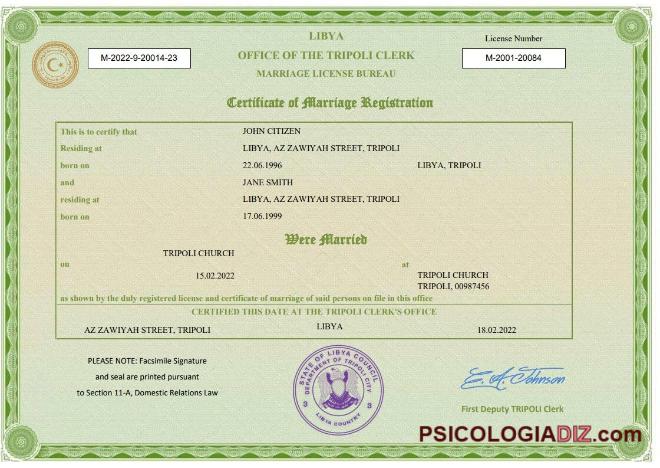 LIBYA
License Number
M-2022-9-20014-23
OFFICE OF THE TRIPOLI CLERK
M-2001-20084
MARRIAGE LICENSE BUREAU
Certificate of Marriage Registration
This is to certify that JOHN CITIZEN
Residing at LIBYA, AZ ZAWIYAH STREET, TRIPOLI
born on 22.06.1996 LIBYA, TRIPOLI
and JANE SMITH
residing at LIBYA, AZ ZAWIYAH STREET, TRIPOLI
born on 17.06.1999
Were Married
TRIPOLI CHURCH
on at
15.02.2022 TRIPOLI CHURCH
TRIPOLI, 00987456
as shown by the duly registered license and certificate of marriage of said persons on file in this office
CERTIFIED THIS DATE AT THE TRIPOLI CLERK'S OFFICE
AZ ZAWIYAH STREET, TRIPOLI LIBYA 18.02.2022
PLEASE NOTE: Facsimile Signature
and seal are printed pursuant
to Section 11-A, Domestic Relations Law
STATE OF LIBYA COUNCIL
DEPARTMENT OF TRIPOLI CITY
3 3
LIBYA COUNTRY
E. A. Johnson
First Deputy TRIPOLI Clerk
PSICOLOGIADIZ.com